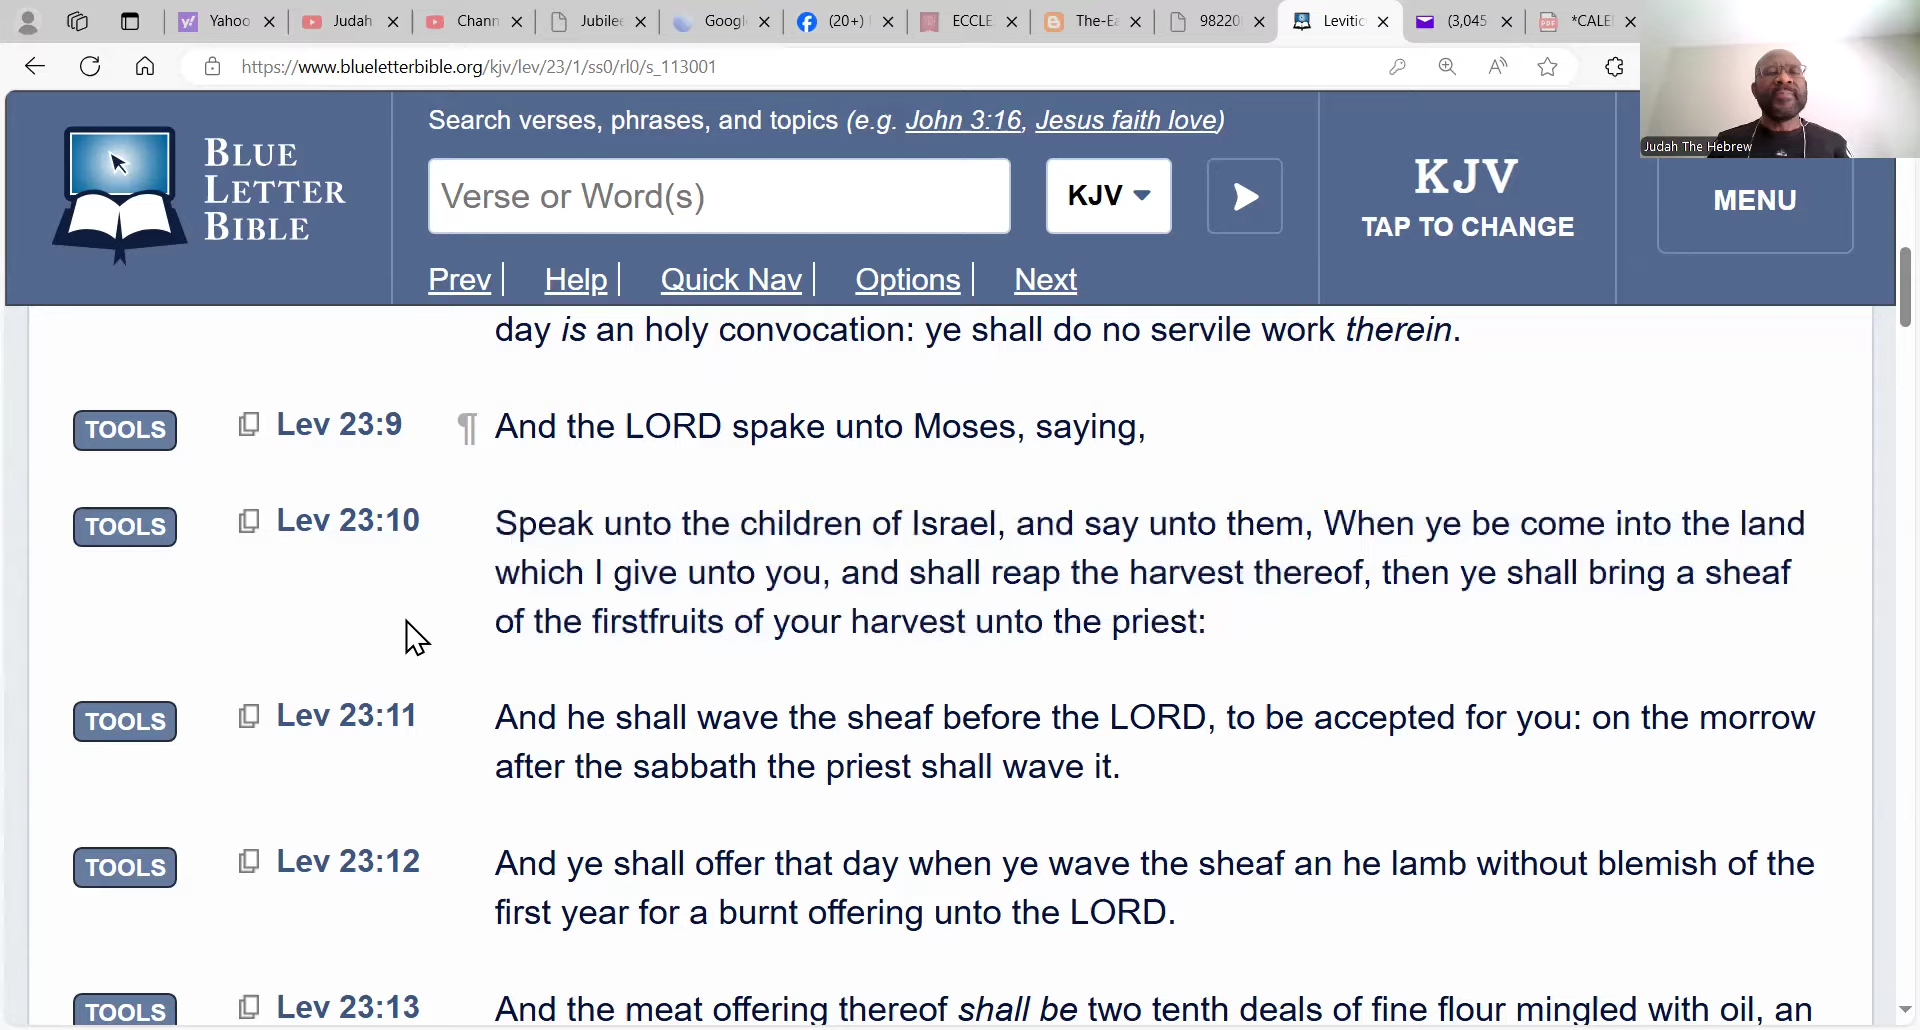 Yahoo
Judah
Chann
Jubilee
Googl
(20+)
ECCLE
The-Ea
98220
Levitic
(3,045
*CALE
https://www.blueletterbible.org/kjv/lev/23/1/ss0/rl0/s_113001
Judah The Hebrew
BLUE
LETTER
BIBLE
Search verses, phrases, and topics (e.g. John 3:16, Jesus faith love)
Verse or Word(s)
KJV
KJV
TAP TO CHANGE
MENU
Prev | Help | Quick Nav | Options | Next
day is an holy convocation: ye shall do no servile work therein.
TOOLS Lev 23:9 ¶ And the LORD spake unto Moses, saying,
TOOLS Lev 23:10 Speak unto the children of Israel, and say unto them, When ye be come into the land
which I give unto you, and shall reap the harvest thereof, then ye shall bring a sheaf
of the firstfruits of your harvest unto the priest:
TOOLS Lev 23:11 And he shall wave the sheaf before the LORD, to be accepted for you: on the morrow
after the sabbath the priest shall wave it.
TOOLS Lev 23:12 And ye shall offer that day when ye wave the sheaf an he lamb without blemish of the
first year for a burnt offering unto the LORD.
TOOLS Lev 23:13 And the meat offering thereof shall be two tenth deals of fine flour mingled with oil, an